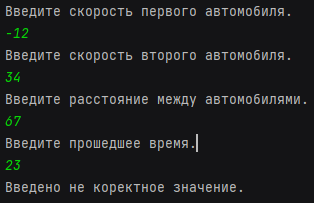 Введите скорость первого автомобиля.
-12
Введите скорость второго автомобиля.
34
Введите расстояние между автомобилями.
67
Введите прошедшее время.
23
Введено не коректное значение.